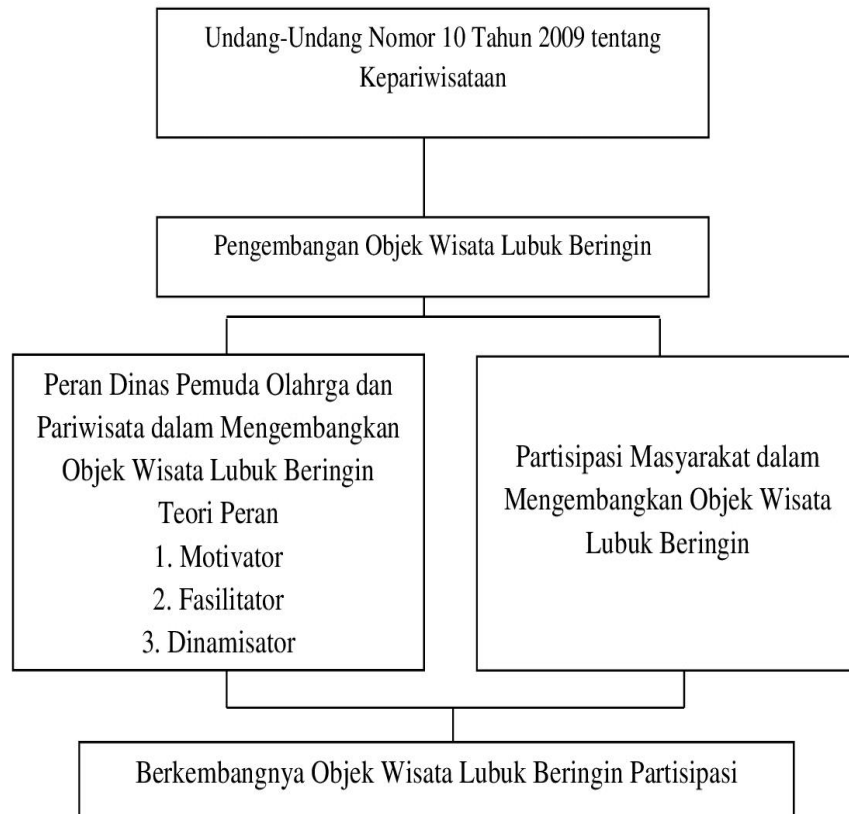 Undang-Undang Nomor 10 Tahun 2009 tentang
Kepariwisataan
Pengembangan Objek Wisata Lubuk Beringin
Peran Dinas Pemuda Olahrga dan
Pariwisata dalam Mengembangkan
Objek Wisata Lubuk Beringin
Teori Peran
1. Motivator
2. Fasilitator
3. Dinamisator
Partisipasi Masyarakat dalam
Mengembangkan Objek Wisata
Lubuk Beringin
Berkembangnya Objek Wisata Lubuk Beringin Partisipasi